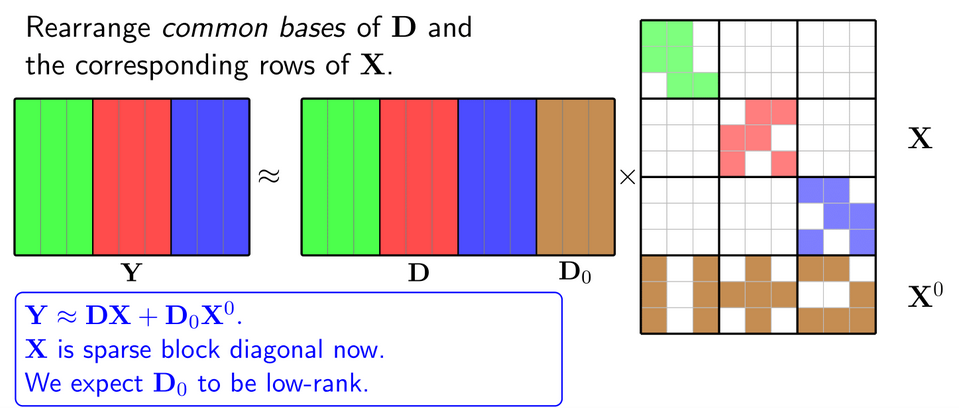 Rearrange common bases of D and
the corresponding rows of X.
≈
×
X
Y
D
D₀
X⁰
Y ≈ DX + D₀X⁰.
X is sparse block diagonal now.
We expect D₀ to be low-rank.